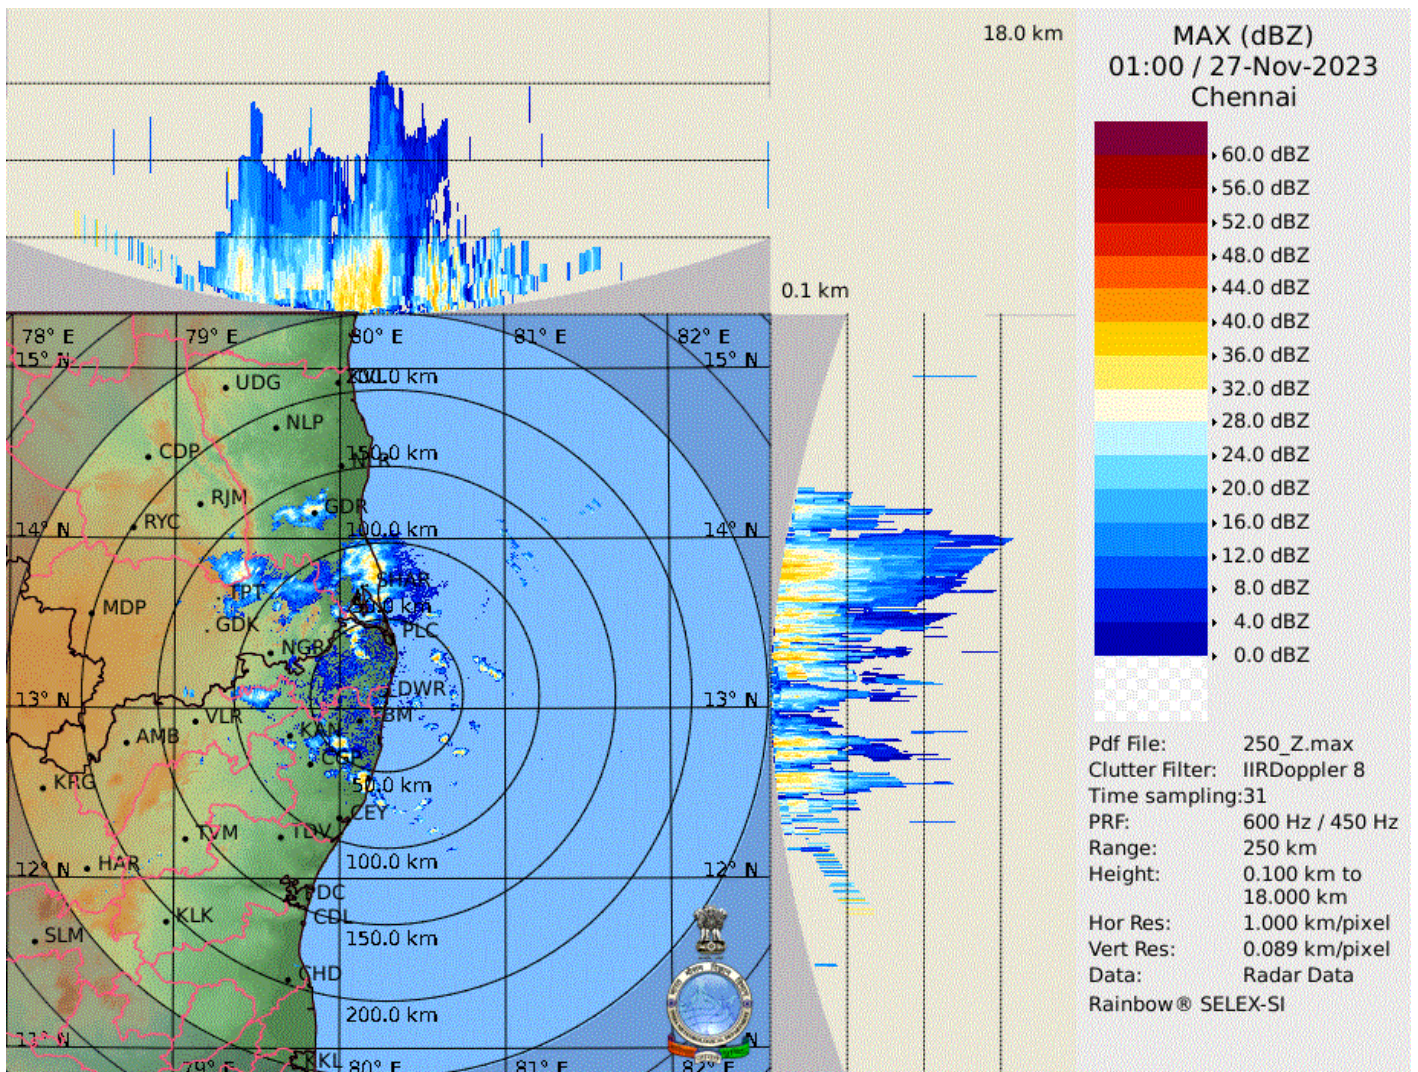 18.0 km
0.1 km
MAX (dBZ)
01:00 / 27-Nov-2023
Chennai
60.0 dBZ
56.0 dBZ
52.0 dBZ
48.0 dBZ
44.0 dBZ
40.0 dBZ
36.0 dBZ
32.0 dBZ
28.0 dBZ
24.0 dBZ
20.0 dBZ
16.0 dBZ
12.0 dBZ
8.0 dBZ
4.0 dBZ
0.0 dBZ
Pdf File: 250_Z.max
Clutter Filter: IIRDoppler 8
Time sampling:31
PRF: 600 Hz / 450 Hz
Range: 250 km
Height: 0.100 km to
18.000 km
Hor Res: 1.000 km/pixel
Vert Res: 0.089 km/pixel
Data: Radar Data
Rainbow® SELEX-SI
78° E 79° E 80° E 81° E 82° E
15° N 15° N
UDG
NLP
CDP
150.0 km
RJM
GDR
RYC
14° N 100.0 km 14° N
SHAR
TPT
MDP
GDK
PLC
NGR
DWR
13° N 13° N
VLR
AMB
KAN
CGP
KRG
50.0 km
CEY
TVM
TDV
HAR
100.0 km
12° N 12° N
PDC
KLK
CDL
SLM
150.0 km
CHD
200.0 km
11° N 11° N
KKL
79° E 80° E 81° E 82° E